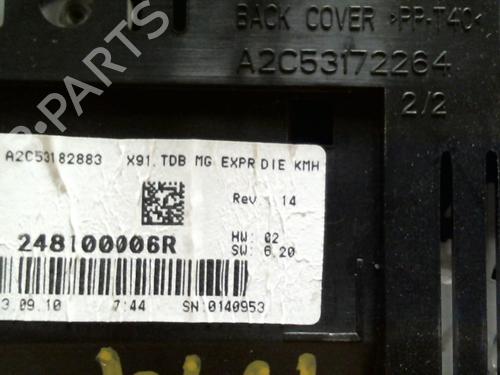 BACK COVER >PP-T40<
A2C53172264
2/2
A2C53182883 X91 TDB MG EXPR DIE KMH
Rev 14
248100006R
HW: 02
SW: 6.20
3.09.10 7:44 SN:0140953
B-PARTS